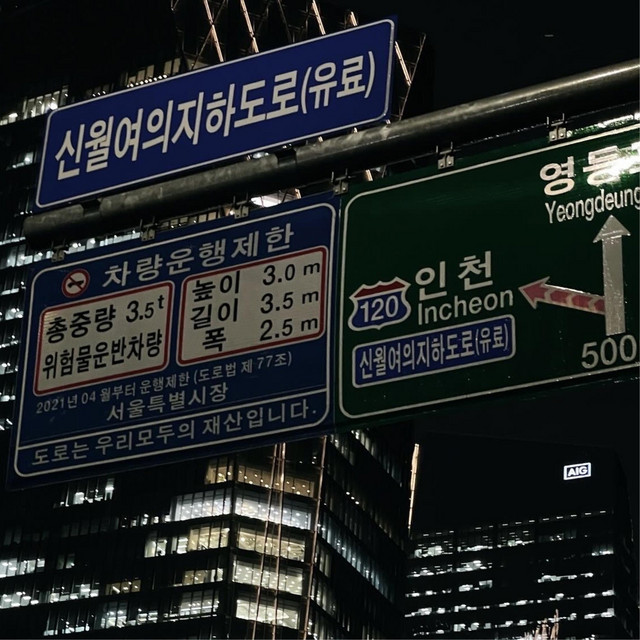 신월여의지하도로(유료)
차량운행제한
총중량 3.5t
위험물운반차량
높이 3.0 m
길이 3.5 m
폭 2.5 m
2021년 04월부터 운행제한 (도로법 제 77조)
서울특별시장
도로는 우리모두의 재산입니다.
Yeongdeung
120
인천
Incheon
신월여의지하도로(유료)
500
AIG